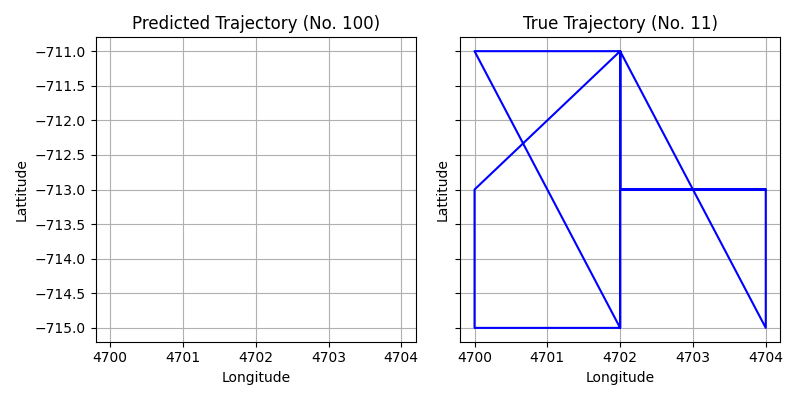 Predicted Trajectory (No. 100)
Lattitude
−711.0
−711.5
−712.0
−712.5
−713.0
−713.5
−714.0
−714.5
−715.0
4700 4701 4702 4703 4704
Longitude
True Trajectory (No. 11)
Lattitude
4700 4701 4702 4703 4704
Longitude